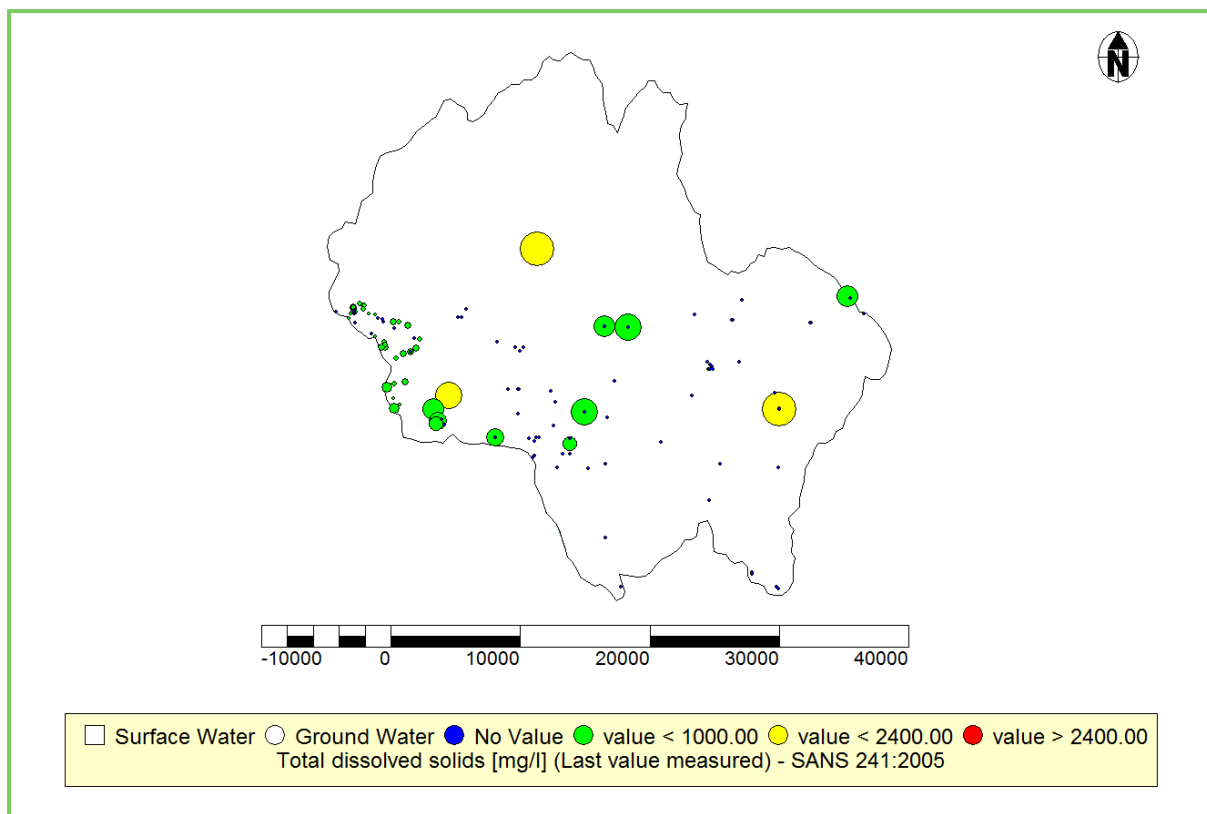 N
-10000 0 10000 20000 30000 40000
Surface Water Ground Water No Value value < 1000.00 value < 2400.00 value > 2400.00
Total dissolved solids [mg/l] (Last value measured) - SANS 241:2005